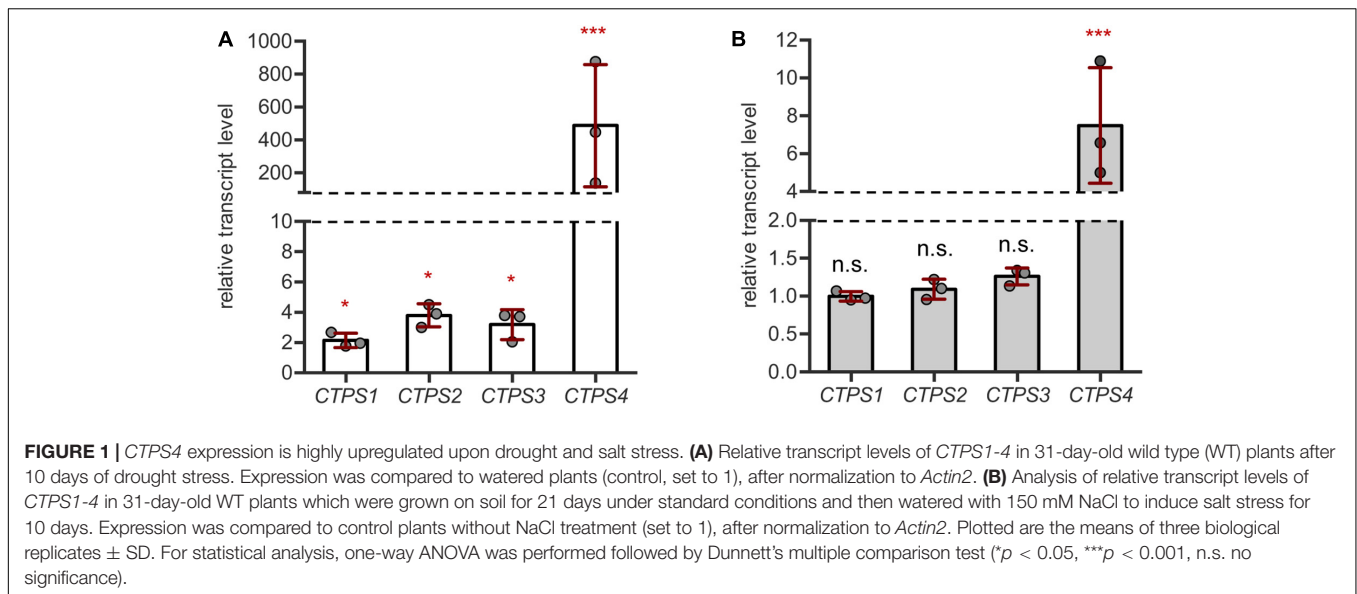 A
B
***
***
1000
800
600
400
200
10
8
6
4
2
0
relative transcript level
relative transcript level
*
*
*
CTPS1
CTPS2
CTPS3
CTPS4
12
10
8
6
4
2.0
1.5
1.0
0.5
0.0
relative transcript level
relative transcript level
n.s.
n.s.
n.s.
CTPS1
CTPS2
CTPS3
CTPS4
FIGURE 1 | CTPS4 expression is highly upregulated upon drought and salt stress. (A) Relative transcript levels of CTPS1-4 in 31-day-old wild type (WT) plants after
10 days of drought stress. Expression was compared to watered plants (control, set to 1), after normalization to Actin2. (B) Analysis of relative transcript levels of
CTPS1-4 in 31-day-old WT plants which were grown on soil for 21 days under standard conditions and then watered with 150 mM NaCl to induce salt stress for
10 days. Expression was compared to control plants without NaCl treatment (set to 1), after normalization to Actin2. Plotted are the means of three biological
replicates ± SD. For statistical analysis, one-way ANOVA was performed followed by Dunnett's multiple comparison test (*p < 0.05, ***p < 0.001, n.s. no
significance).